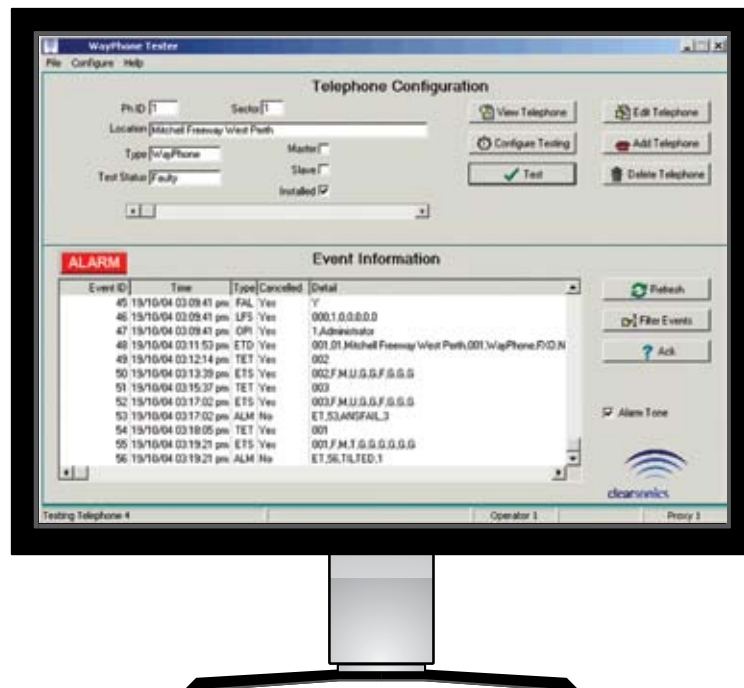 WayPhone Tester
File Configure Help
Telephone Configuration
Ph.ID 1 Sector 1
Location Mitchell Freeway West Perth
Type WayPhone
Test Status Faulty
Master
Slave
Installed
View Telephone
Edit Telephone
Configure Testing
Add Telephone
Test
Delete Telephone
ALARM
Event Information
Event ID Time Type Cancelled Detail
45 19/10/04 03:09:41 pm FAL Yes Y
46 19/10/04 03:09:41 pm LFS Yes 000,1,0,0,0,0,0
47 19/10/04 03:09:41 pm OPI Yes 1,Administrator
48 19/10/04 03:11:53 pm ETD Yes 001,01,Mitchell Freeway West Perth,001,WayPhone,FXD,N
49 19/10/04 03:12:14 pm TET Yes 002
50 19/10/04 03:13:39 pm ETS Yes 002,F,M,U,G,G,F,G,G,G
51 19/10/04 03:15:37 pm TET Yes 003
52 19/10/04 03:17:02 pm ETS Yes 003,F,M,U,G,G,F,G,G,G
53 19/10/04 03:17:02 pm ALM No ET,53,ANSFAIL,3
54 19/10/04 03:18:05 pm TET Yes 001
55 19/10/04 03:19:21 pm ETS Yes 001,F,M,T,G,G,G,G,G,G
56 19/10/04 03:19:21 pm ALM No ET,56,TILTED,1
Refresh
Filter Events
Ack
Alarm Tone
clearsonics
Testing Telephone 4 Operator 1 Proxy 1